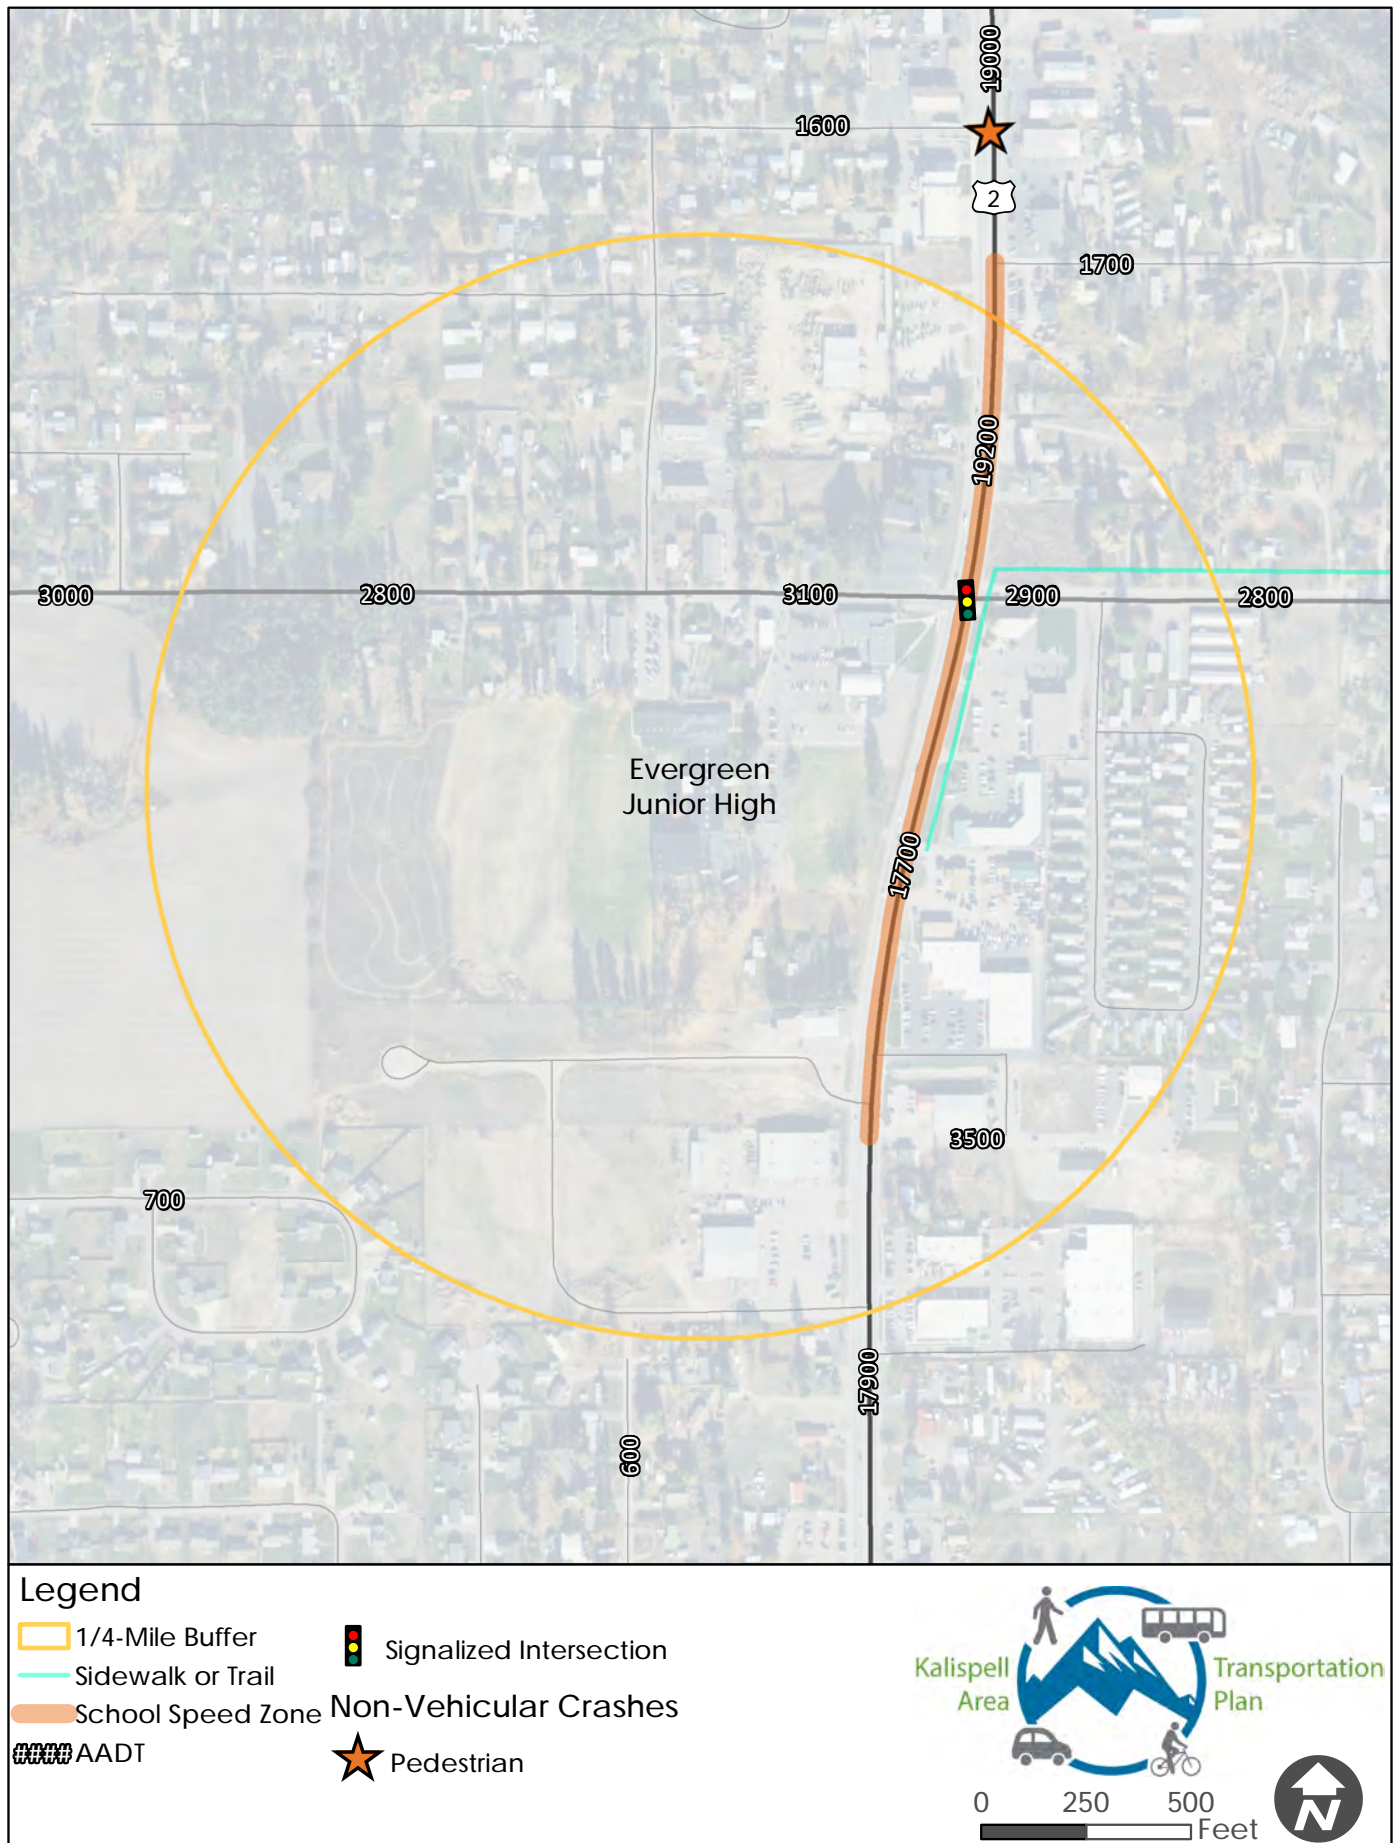 19000
1600
2
1700
19200
3000
2800
3100
2900
2800
Evergreen
Junior High
17700
3500
700
17900
600
Legend
1/4-Mile Buffer
Sidewalk or Trail
School Speed Zone
#### AADT
Signalized Intersection
Non-Vehicular Crashes
Pedestrian
Kalispell Transportation
Area Plan
0 250 500
Feet
N